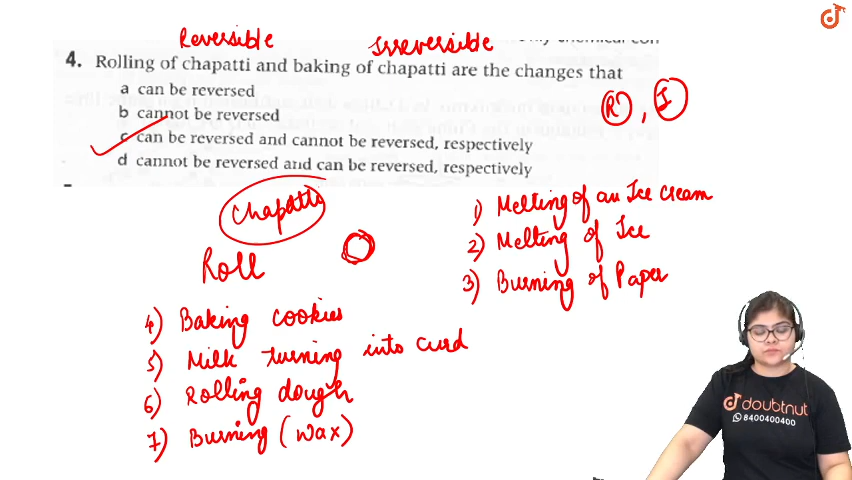 Reversible Irreversible
4. Rolling of chapatti and baking of chapatti are the changes that
a can be reversed
b cannot be reversed
c can be reversed and cannot be reversed, respectively
d cannot be reversed and can be reversed, respectively
R , I
Chapatti
Roll
1) Melting of an Ice cream
2) Melting of Ice
3) Burning of Paper
4) Baking cookies
5) Milk turning into curd
6) Rolling dough
7) Burning (wax)
doubtnut
8400400400